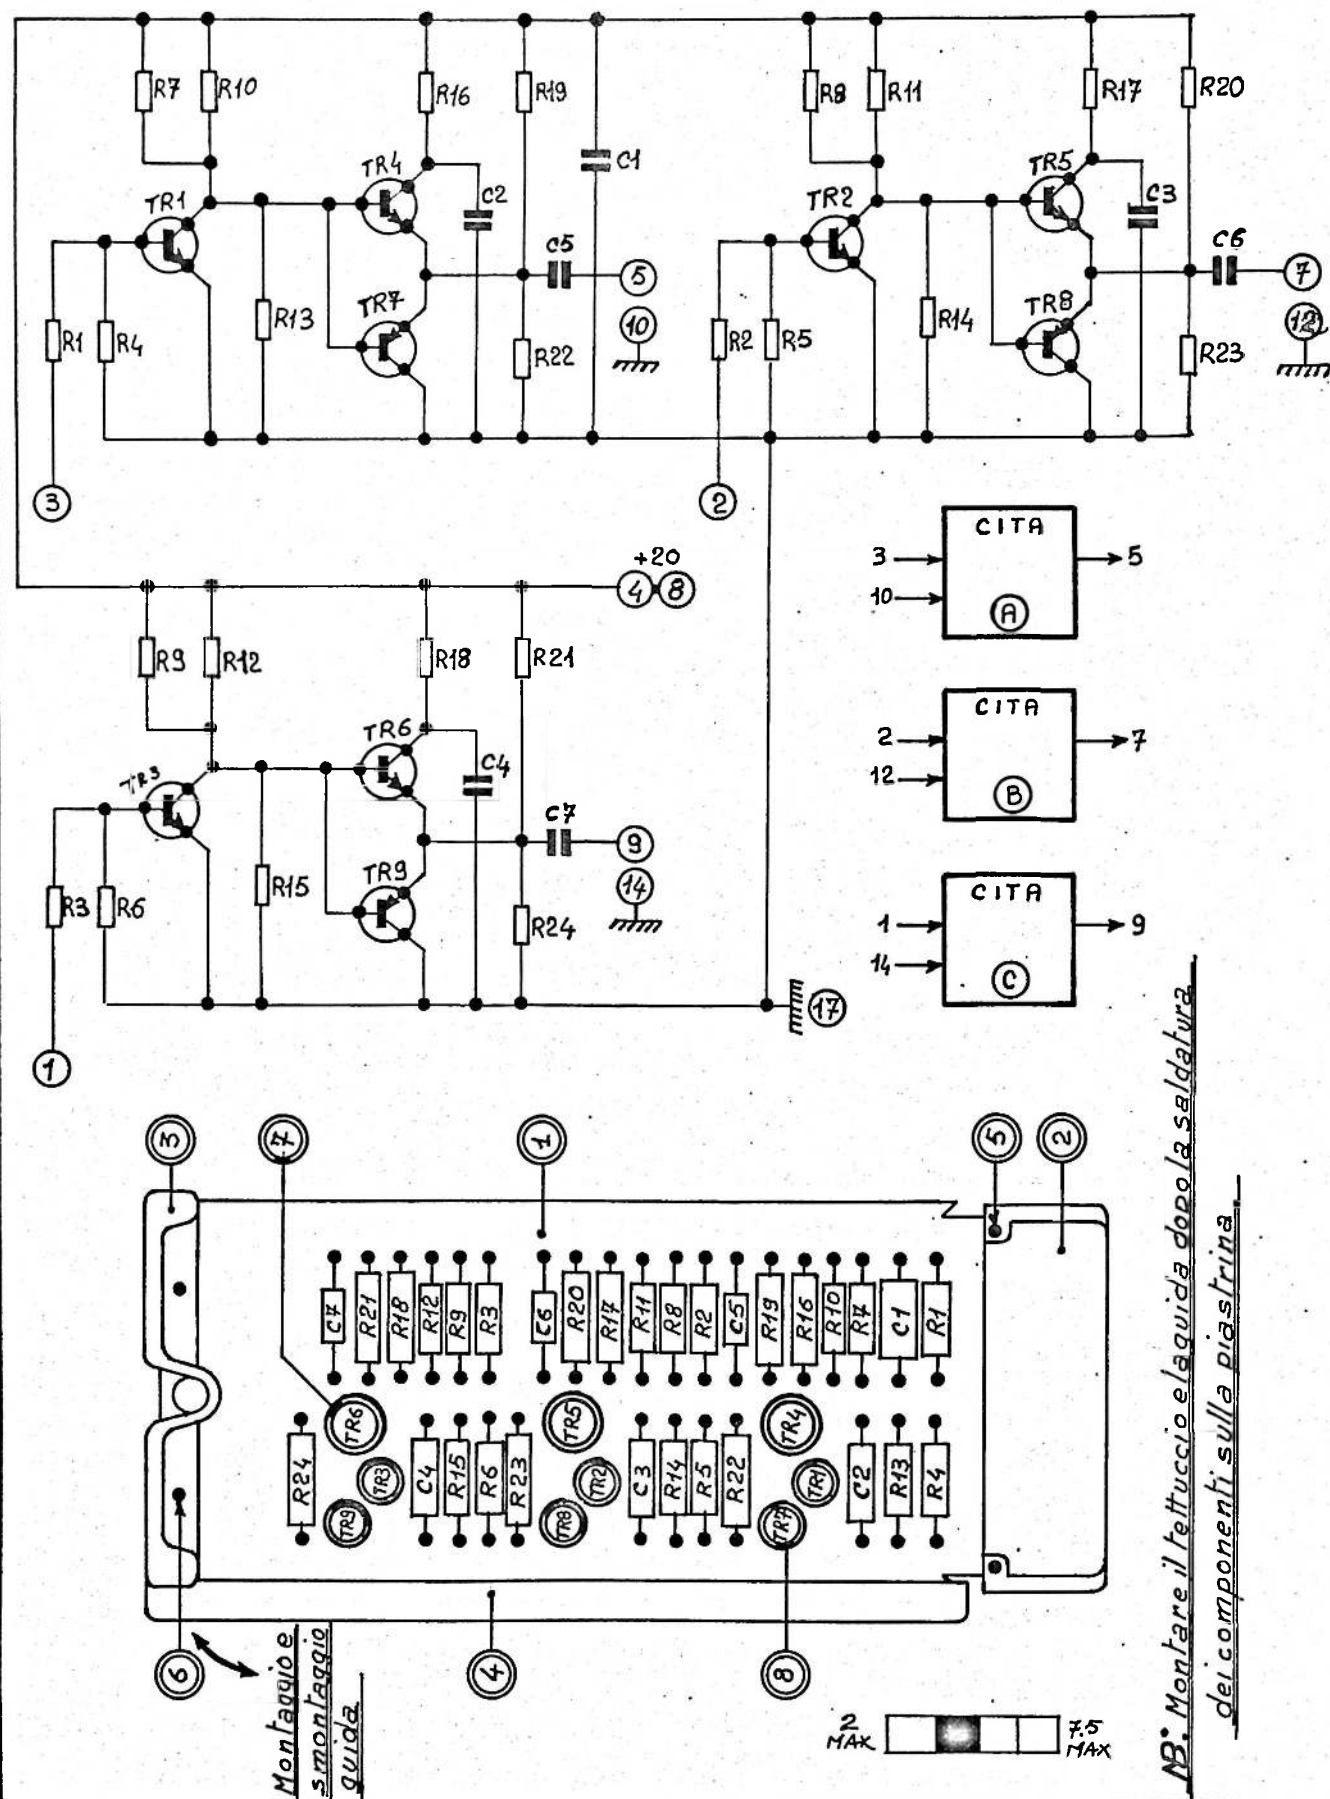 R7
R10
R16
R19
C1
R8
R11
R17
R20
TR1
TR4
C2
C5
5
10
TR7
R13
R1
R4
R22
TR2
TR5
C3
C6
7
12
TR8
R14
R2
R5
R23
3
2
+20
4 8
R9
R12
R18
R21
TR3
TR6
C4
C7
9
14
TR9
R15
R3
R6
R24
17
1
CITA
3
10
5
A
CITA
2
12
7
B
CITA
1
14
9
C
3
7
1
5
2
C7
R21
R18
R12
R9
R3
C6
R20
R17
R11
R8
R2
C5
R19
R16
R10
R7
C1
R1
TR6
TR5
TR4
R24
TR3
TR9
C4
R15
R6
R23
TR2
TR8
C3
R14
R5
R22
TR1
TR7
C2
R13
R4
6
4
8
Montaggio e
smontaggio
guida
2
MAX
7.5
MAX
NB: Montare il tettuccio e la guida dopo la saldatura
dei componenti sulla piastrina.